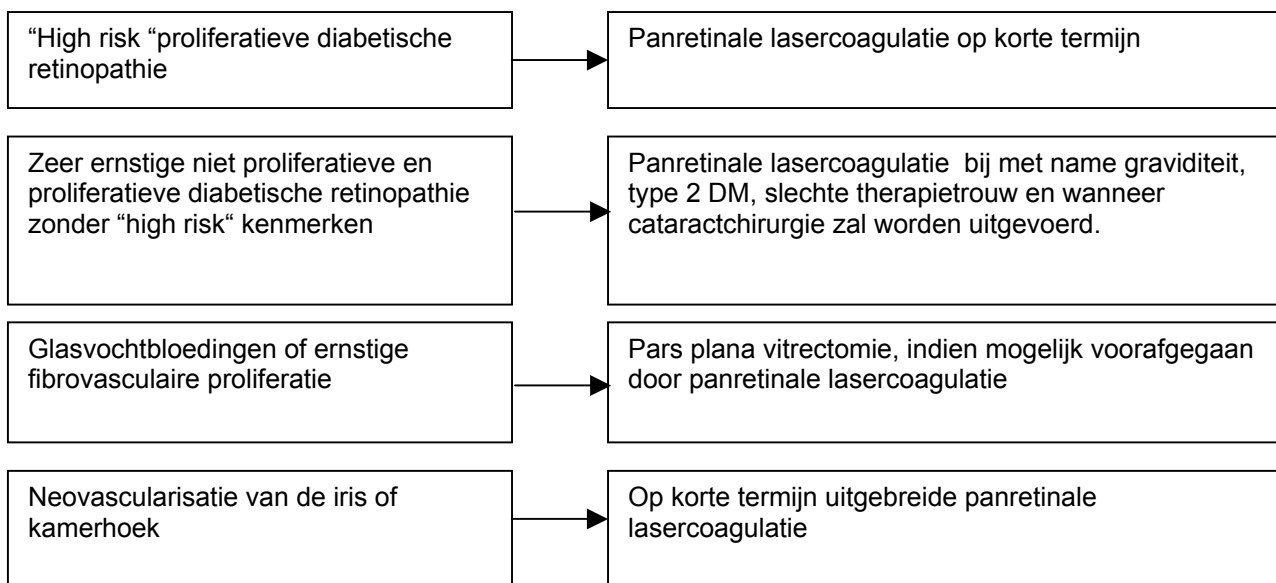 “High risk “proliferatieve diabetische
retinopathie
Panretinale lasercoagulatie op korte termijn
Zeer ernstige niet proliferatieve en
proliferatieve diabetische retinopathie
zonder “high risk“ kenmerken
Panretinale lasercoagulatie  bij met name graviditeit,
type 2 DM, slechte therapietrouw en wanneer
cataractchirurgie zal worden uitgevoerd.
Glasvochtbloedingen of ernstige
fibrovasculaire proliferatie
Pars plana vitrectomie, indien mogelijk voorafgegaan
door panretinale lasercoagulatie
Neovascularisatie van de iris of
kamerhoek
Op korte termijn uitgebreide panretinale
lasercoagulatie